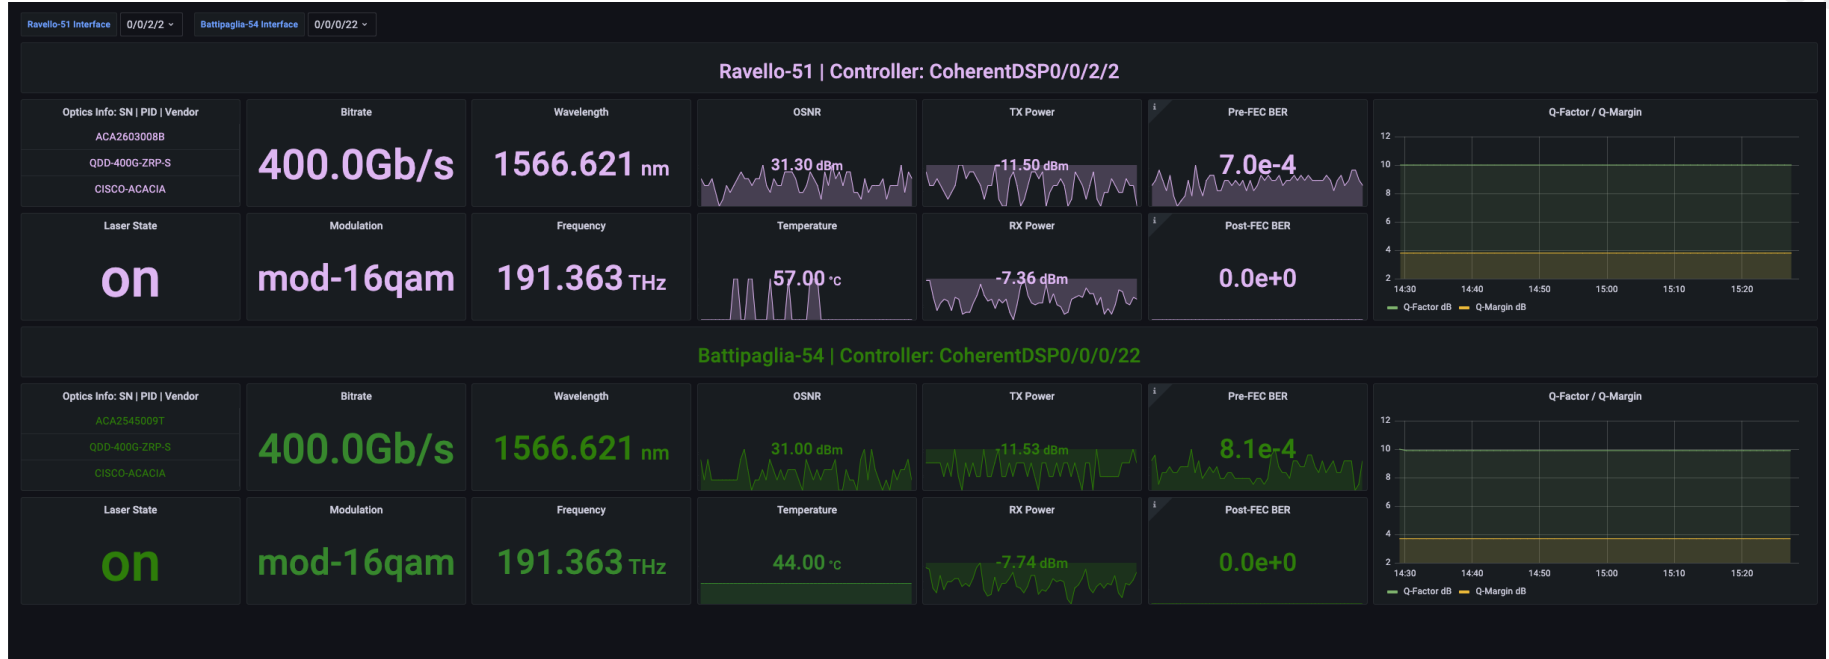 Ravello-51 Interface 0/0/2/2 Battipaglia-54 Interface 0/0/0/22
Ravello-51 | Controller: CoherentDSP0/0/2/2
Optics Info: SN | PID | Vendor
ACA2603008B
QDD-400G-ZRP-S
CISCO-ACACIA
Bitrate
400.0Gb/s
Wavelength
1566.621 nm
OSNR
31.30 dBm
TX Power
-11.50 dBm
i
Pre-FEC BER
7.0e-4
Q-Factor / Q-Margin
12
10
8
6
4
2
14:30 14:40 14:50 15:00 15:10 15:20
Q-Factor dB Q-Margin dB
Laser State
on
Modulation
mod-16qam
Frequency
191.363 THz
Temperature
57.00 °C
RX Power
-7.36 dBm
i
Post-FEC BER
0.0e+0
Battipaglia-54 | Controller: CoherentDSP0/0/0/22
Optics Info: SN | PID | Vendor
ACA2545009T
QDD-400G-ZRP-S
CISCO-ACACIA
Bitrate
400.0Gb/s
Wavelength
1566.621 nm
OSNR
31.00 dBm
TX Power
-11.53 dBm
i
Pre-FEC BER
8.1e-4
Q-Factor / Q-Margin
12
10
8
6
4
2
14:30 14:40 14:50 15:00 15:10 15:20
Q-Factor dB Q-Margin dB
Laser State
on
Modulation
mod-16qam
Frequency
191.363 THz
Temperature
44.00 °C
RX Power
-7.74 dBm
i
Post-FEC BER
0.0e+0